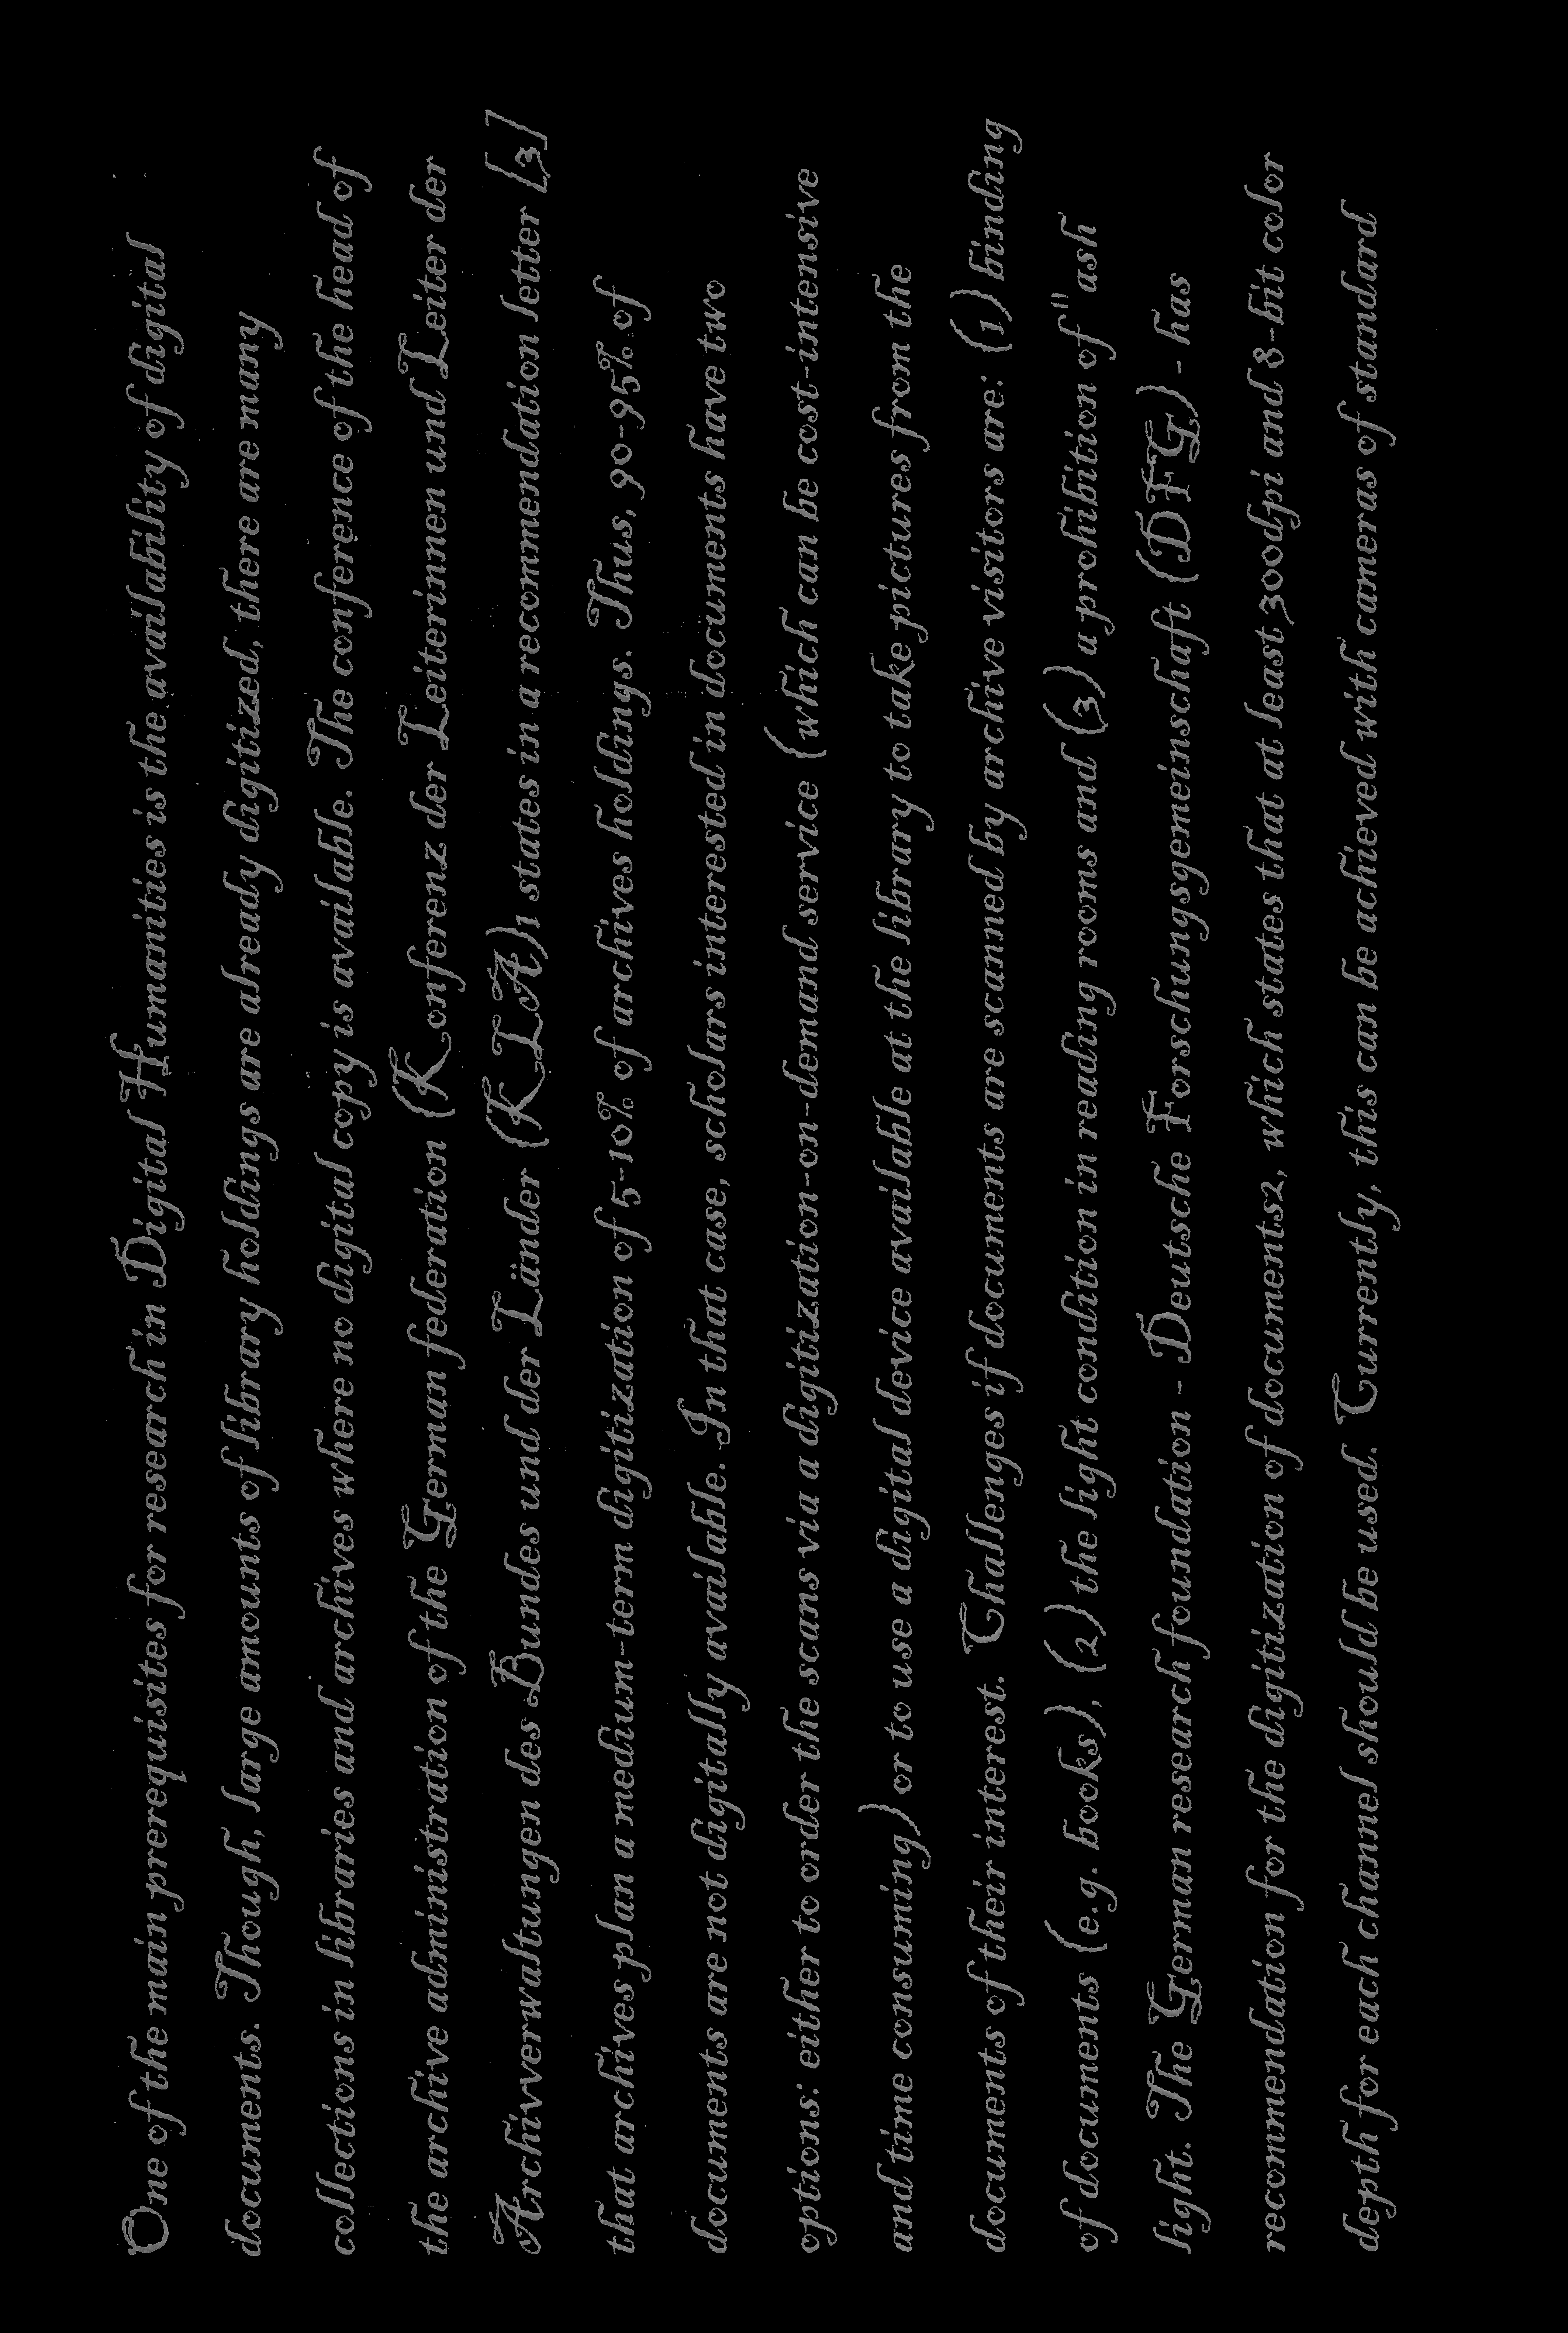 One of the main prerequisites for research in Digital Humanities is the availability of digital
documents. Though, large amounts of library holdings are already digitized, there are many
collections in libraries and archives where no digital copy is available. The conference of the head of
the archive administration of the German federation (Konferenz der Leiterinnen und Leiter der
Archivverwaltungen des Bundes und der Länder (KLA)1 states in a recommendation letter [3]
that archives plan a medium-term digitization of 5-10% of archives holdings. Thus, 90-95% of
documents are not digitally available. In that case, scholars interested in documents have two
options: either to order the scans via a digitization-on-demand service (which can be cost-intensive
and time consuming) or to use a digital device available at the library to take pictures from the
documents of their interest. Challenges if documents are scanned by archive visitors are: (1) binding
of documents (e.g. books), (2) the light condition in reading rooms and (3) a prohibition of "ash
light. The German research foundation - Deutsche Forschungsgemeinschaft (DFG) - has
recommendation for the digitization of documents2, which states that at least 300dpi and 8-bit color
depth for each channel should be used. Currently, this can be achieved with cameras of standard